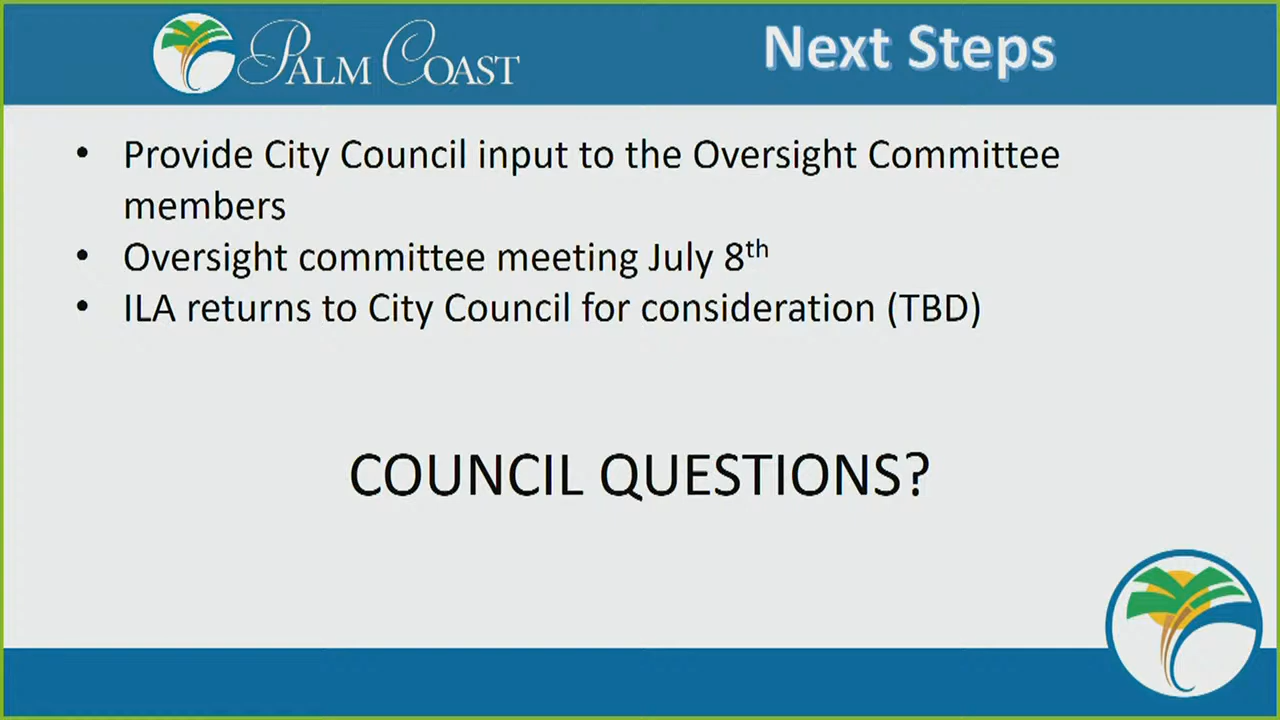 PALM COAST
Next Steps
• Provide City Council input to the Oversight Committee
members
• Oversight committee meeting July 8th
• ILA returns to City Council for consideration (TBD)
COUNCIL QUESTIONS?